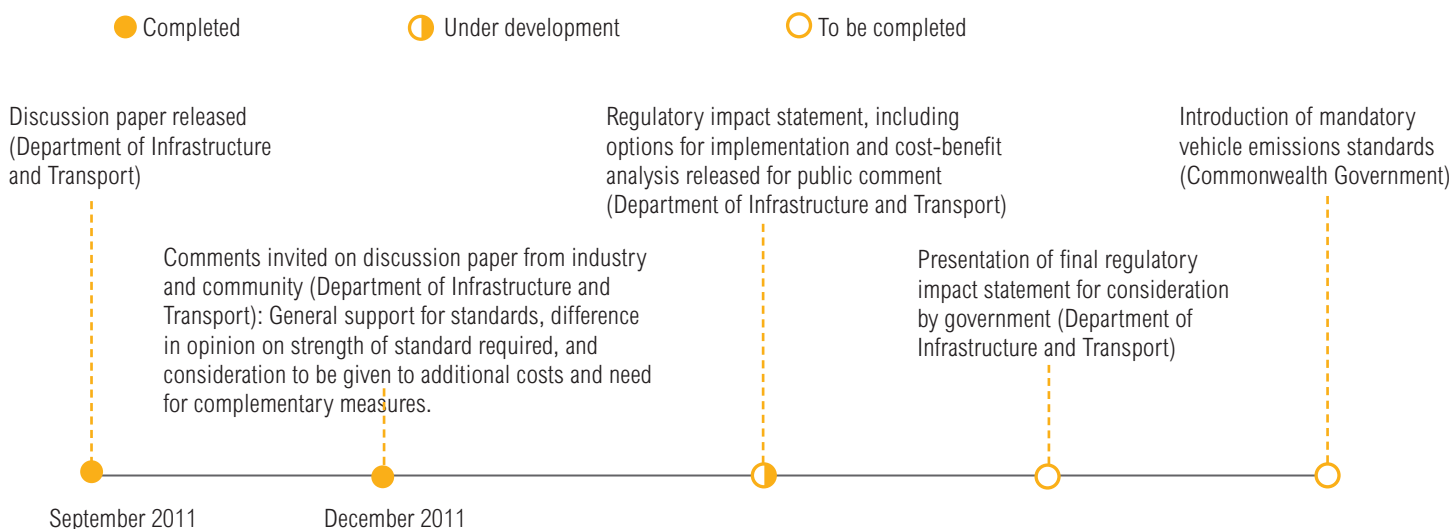 Completed
Under development
To be completed
Discussion paper released
(Department of Infrastructure
and Transport)
Comments invited on discussion paper from industry
and community (Department of Infrastructure and
Transport): General support for standards, difference
in opinion on strength of standard required, and
consideration to be given to additional costs and need
for complementary measures.
Regulatory impact statement, including
options for implementation and cost-benefit
analysis released for public comment
(Department of Infrastructure and Transport)
Presentation of final regulatory
impact statement for consideration
by government (Department of
Infrastructure and Transport)
Introduction of mandatory
vehicle emissions standards
(Commonwealth Government)
September 2011
December 2011